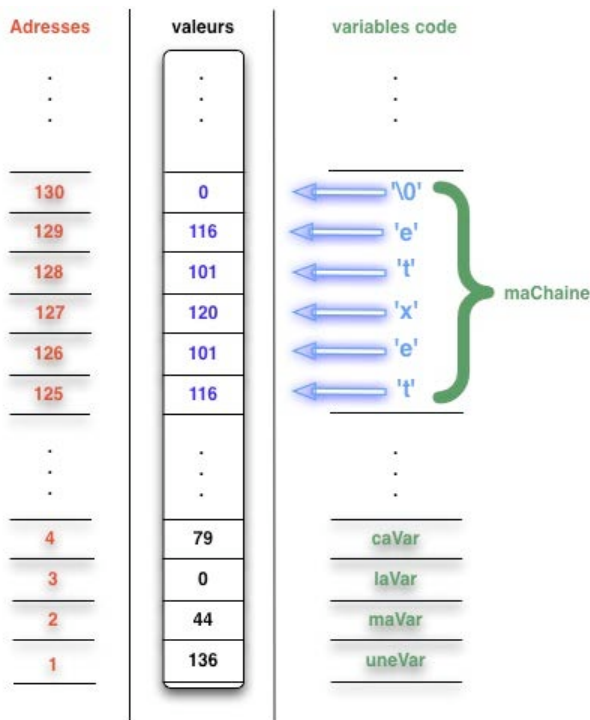 Adresses valeurs variables code
130 0 '\0'
129 116 'e'
128 101 't'
127 120 'x' maChaine
126 101 'e'
125 116 't'
4 79 caVar
3 0 laVar
2 44 maVar
1 136 uneVar